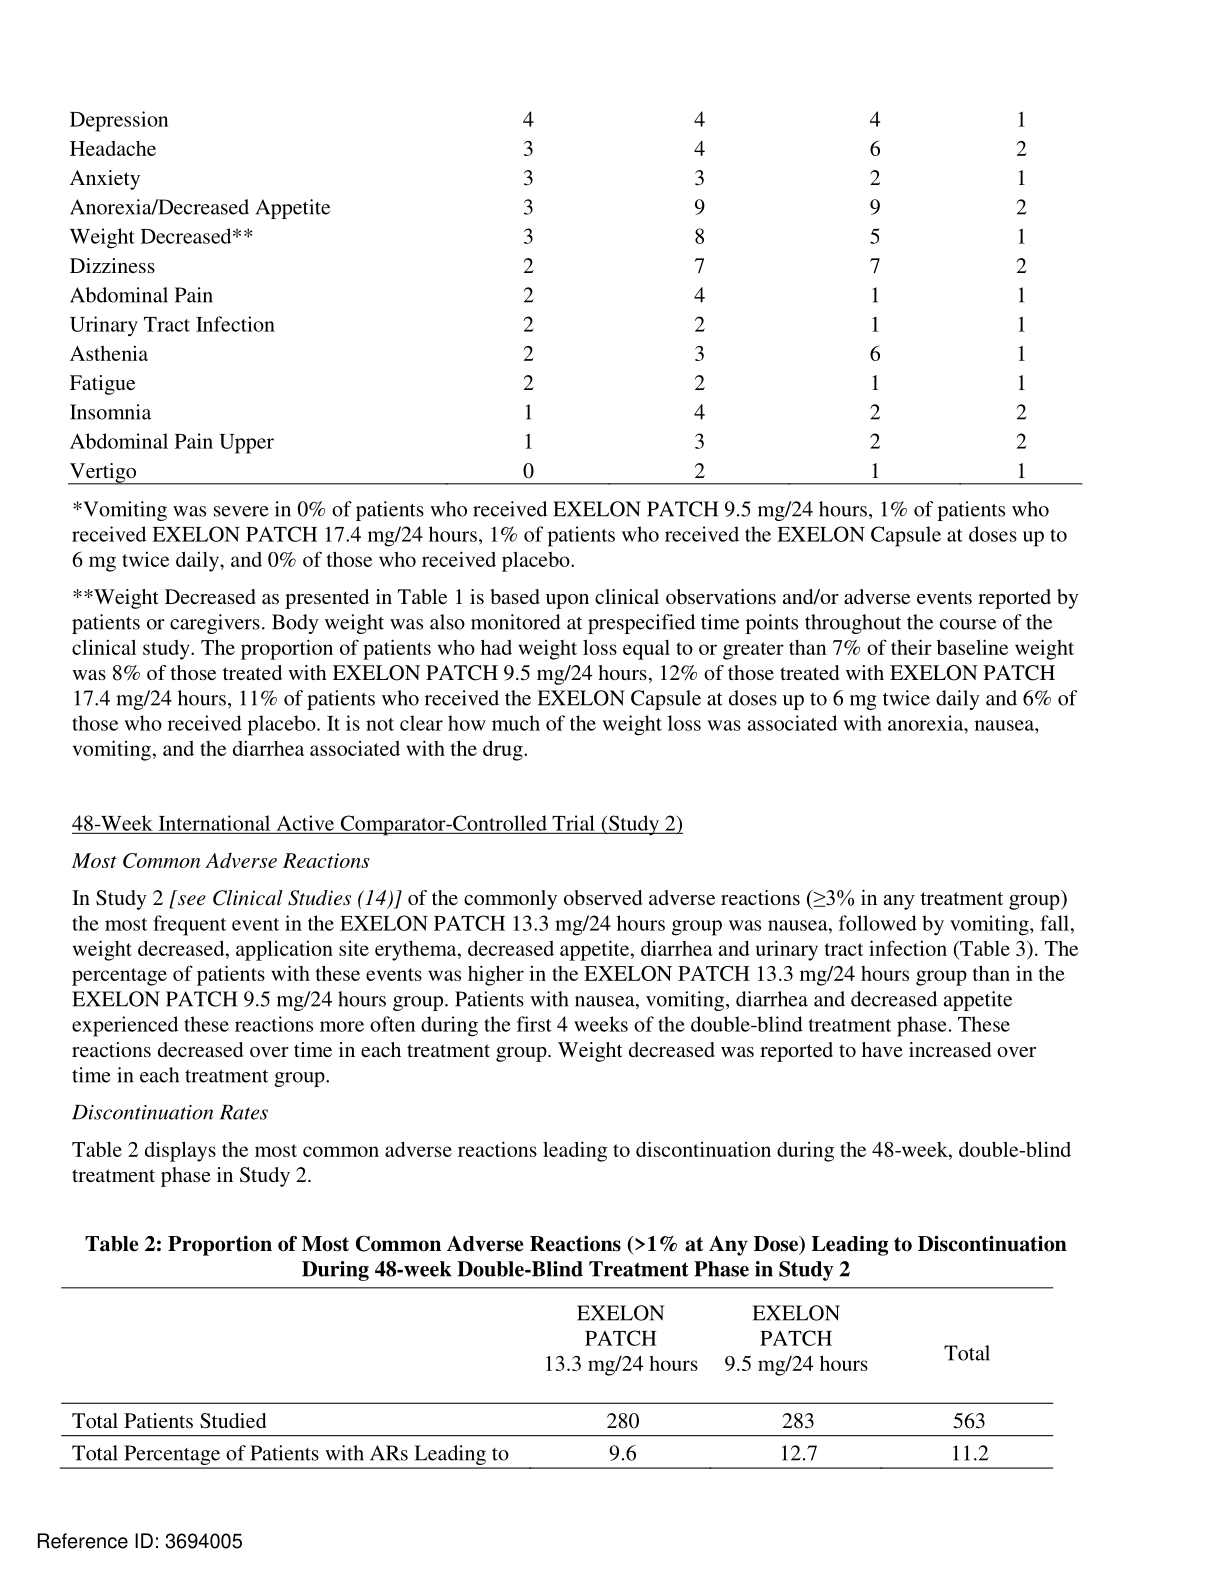 Depression 4 4 4 1
Headache 3 4 6 2
Anxiety 3 3 2 1
Anorexia/Decreased Appetite 3 9 9 2
Weight Decreased** 3 8 5 1
Dizziness 2 7 7 2
Abdominal Pain 2 4 1 1
Urinary Tract Infection 2 2 1 1
Asthenia 2 3 6 1
Fatigue 2 2 1 1
Insomnia 1 4 2 2
Abdominal Pain Upper 1 3 2 2
Vertigo 0 2 1 1
*Vomiting was severe in 0% of patients who received EXELON PATCH 9.5 mg/24 hours, 1% of patients who
received EXELON PATCH 17.4 mg/24 hours, 1% of patients who received the EXELON Capsule at doses up to
6 mg twice daily, and 0% of those who received placebo.
**Weight Decreased as presented in Table 1 is based upon clinical observations and/or adverse events reported by
patients or caregivers. Body weight was also monitored at prespecified time points throughout the course of the
clinical study. The proportion of patients who had weight loss equal to or greater than 7% of their baseline weight
was 8% of those treated with EXELON PATCH 9.5 mg/24 hours, 12% of those treated with EXELON PATCH
17.4 mg/24 hours, 11% of patients who received the EXELON Capsule at doses up to 6 mg twice daily and 6% of
those who received placebo. It is not clear how much of the weight loss was associated with anorexia, nausea,
vomiting, and the diarrhea associated with the drug.
48-Week International Active Comparator-Controlled Trial (Study 2)
Most Common Adverse Reactions
In Study 2 [see Clinical Studies (14)] of the commonly observed adverse reactions (≥3% in any treatment group)
the most frequent event in the EXELON PATCH 13.3 mg/24 hours group was nausea, followed by vomiting, fall,
weight decreased, application site erythema, decreased appetite, diarrhea and urinary tract infection (Table 3). The
percentage of patients with these events was higher in the EXELON PATCH 13.3 mg/24 hours group than in the
EXELON PATCH 9.5 mg/24 hours group. Patients with nausea, vomiting, diarrhea and decreased appetite
experienced these reactions more often during the first 4 weeks of the double-blind treatment phase. These
reactions decreased over time in each treatment group. Weight decreased was reported to have increased over
time in each treatment group.
Discontinuation Rates
Table 2 displays the most common adverse reactions leading to discontinuation during the 48-week, double-blind
treatment phase in Study 2.
Table 2: Proportion of Most Common Adverse Reactions (>1% at Any Dose) Leading to Discontinuation
During 48-week Double-Blind Treatment Phase in Study 2
EXELON EXELON
PATCH PATCH
13.3 mg/24 hours 9.5 mg/24 hours Total
Total Patients Studied 280 283 563
Total Percentage of Patients with ARs Leading to 9.6 12.7 11.2
Reference ID: 3694005